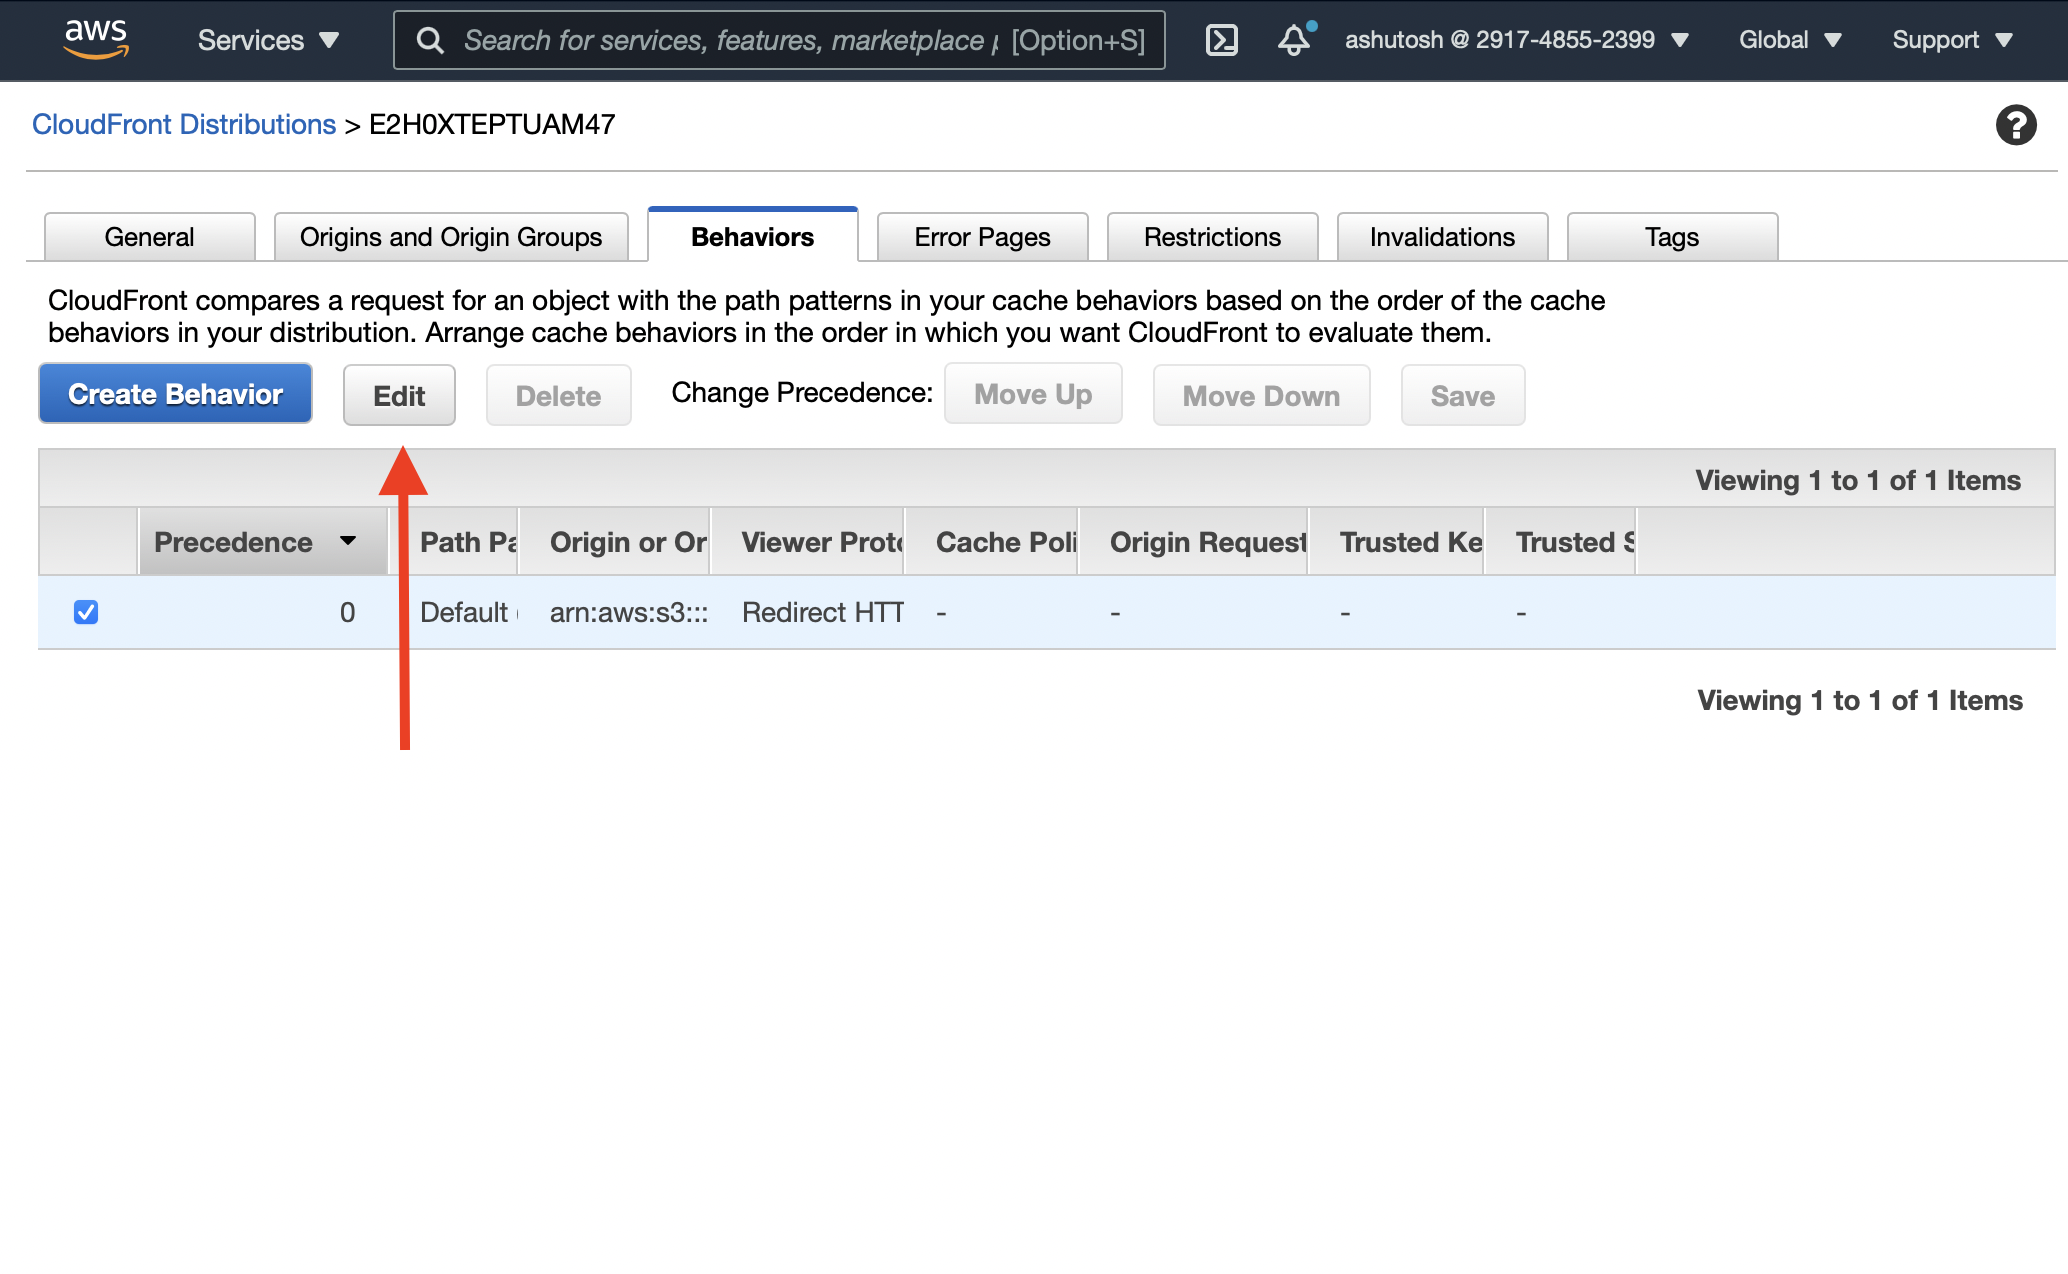 aws Services Search for services, features, marketplace [Option+S] ashutosh @ 2917-4855-2399 Global Support
CloudFront Distributions > E2H0XTEPTUAM47 ?
General Origins and Origin Groups Behaviors Error Pages Restrictions Invalidations Tags
CloudFront compares a request for an object with the path patterns in your cache behaviors based on the order of the cache
behaviors in your distribution. Arrange cache behaviors in the order in which you want CloudFront to evaluate them.
Create Behavior Edit Delete Change Precedence: Move Up Move Down Save
Viewing 1 to 1 of 1 Items
Precedence Path Pa Origin or Or Viewer Proto Cache Poli Origin Request Trusted Ke Trusted S
0 Default arn:aws:s3::: Redirect HTT - - - -
Viewing 1 to 1 of 1 Items